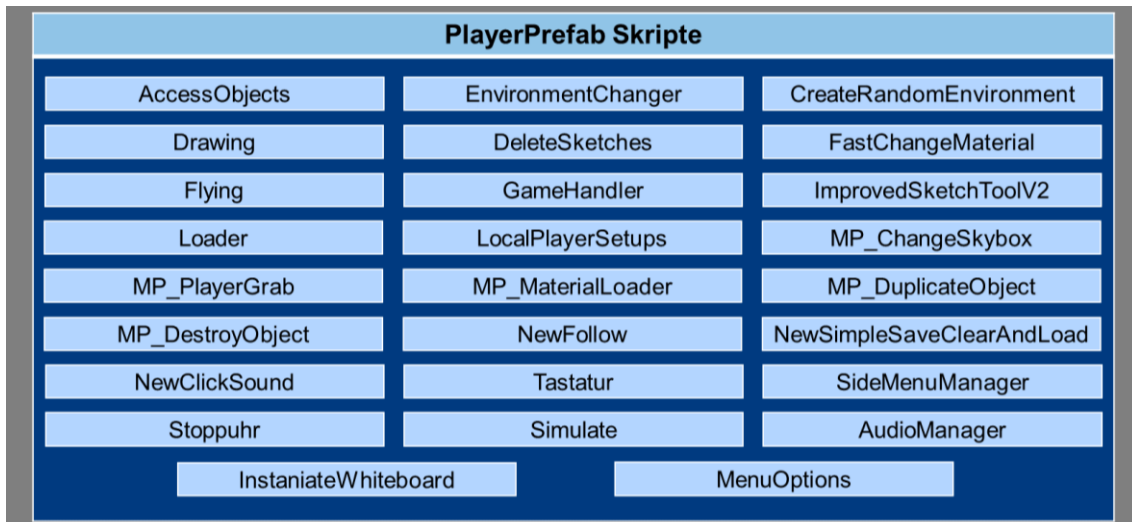 PlayerPrefab Skripte
AccessObjects EnvironmentChanger CreateRandomEnvironment
Drawing DeleteSketches FastChangeMaterial
Flying GameHandler ImprovedSketchToolV2
Loader LocalPlayerSetups MP_ChangeSkybox
MP_PlayerGrab MP_MaterialLoader MP_DuplicateObject
MP_DestroyObject NewFollow NewSimpleSaveClearAndLoad
NewClickSound Tastatur SideMenuManager
Stoppuhr Simulate AudioManager
InstaniateWhiteboard MenuOptions